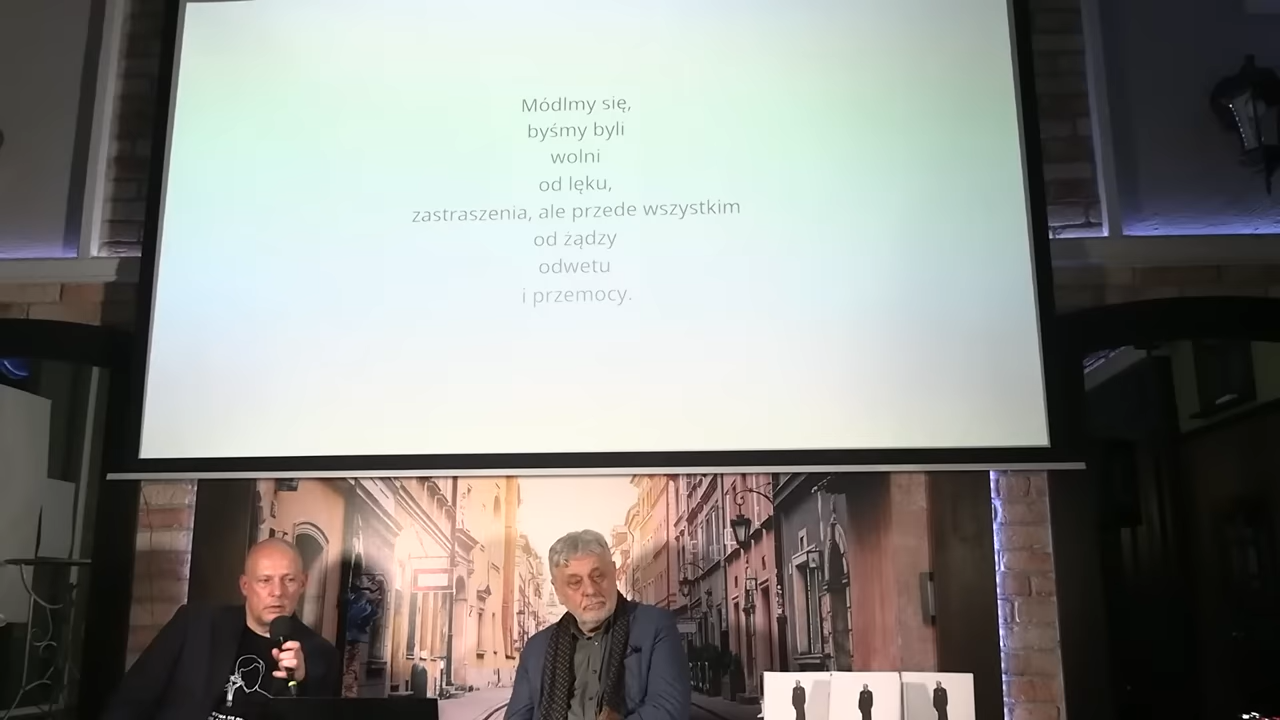 Módlmy się,
byśmy byli
wolni
od lęku,
zastraszenia, ale przede wszystkim
od żądzy
odwetu
i przemocy.